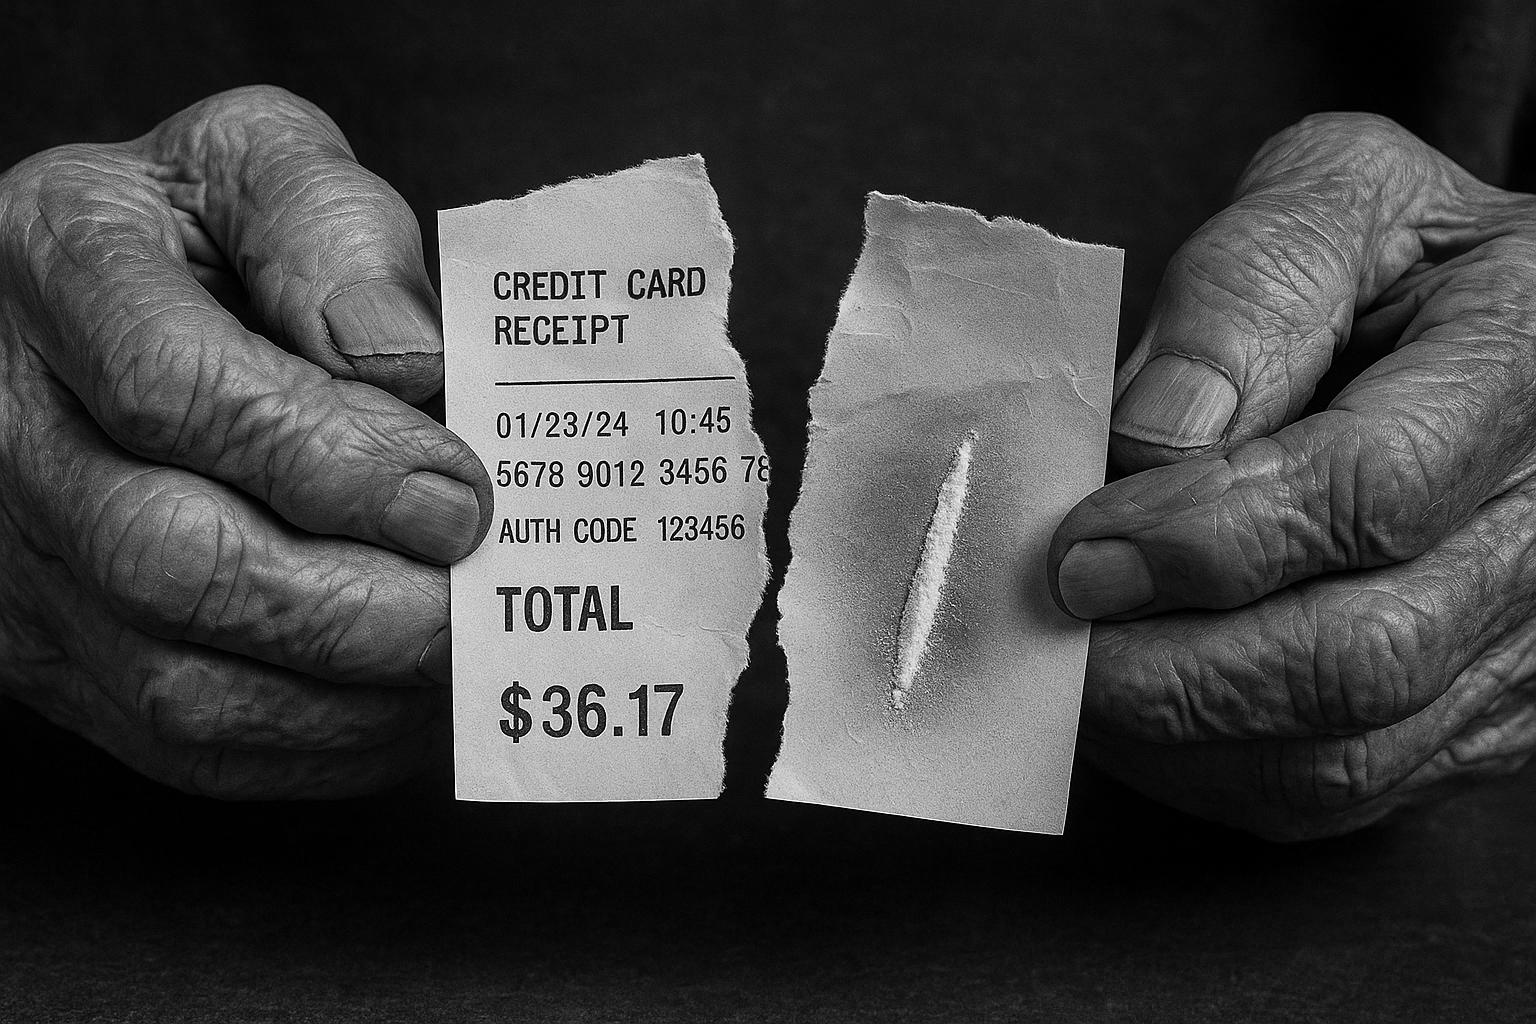 CREDIT CARD
RECEIPT
01/23/24 10:45
5678 9012 3456 78
AUTH CODE 123456
TOTAL
$36.17